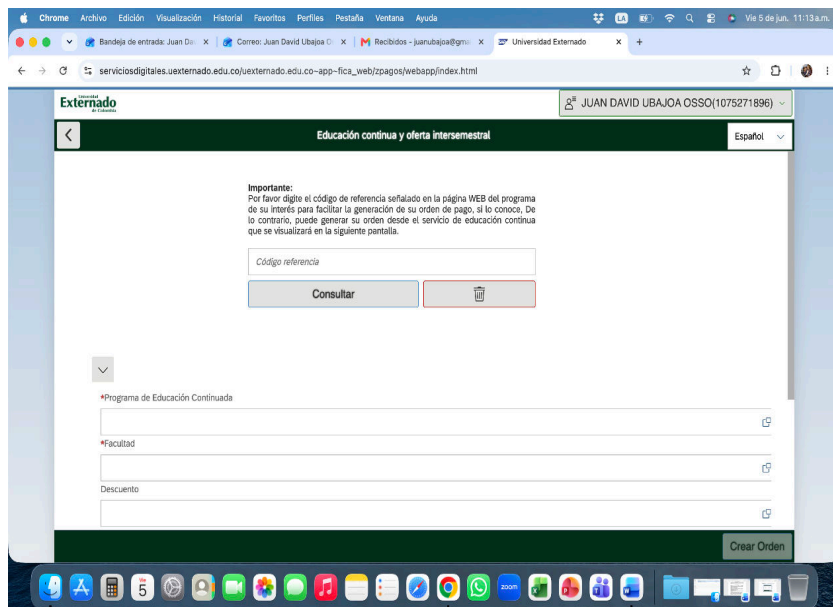 Chrome Archivo Edición Visualización Historial Favoritos Perfiles Pestaña Ventana Ayuda LA Vie 5 de jun. 11:13 a.m.
Bandeja de entrada: Juan Da X Correo: Juan David Ubajoa O X Recibidos - juanubajoa@gma X Universidad Externado X +
serviciosdigitales.uexternado.edu.co/uexternado.edu.co~app~fica_web/zpagos/webapp/index.html
Universidad
Externado
de Colombia
JUAN DAVID UBAJOA OSSO(1075271896)
Educación continua y oferta intersemestral
Español
Importante:
Por favor digite el código de referencia señalado en la página WEB del programa
de su interés para facilitar la generación de su orden de pago, si lo conoce, De
lo contrario, puede generar su orden desde el servicio de educación continua
que se visualizará en la siguiente pantalla.
Código referencia
Consultar
*Programa de Educación Continuada
*Facultad
Descuento
Crear Orden
5
zoom